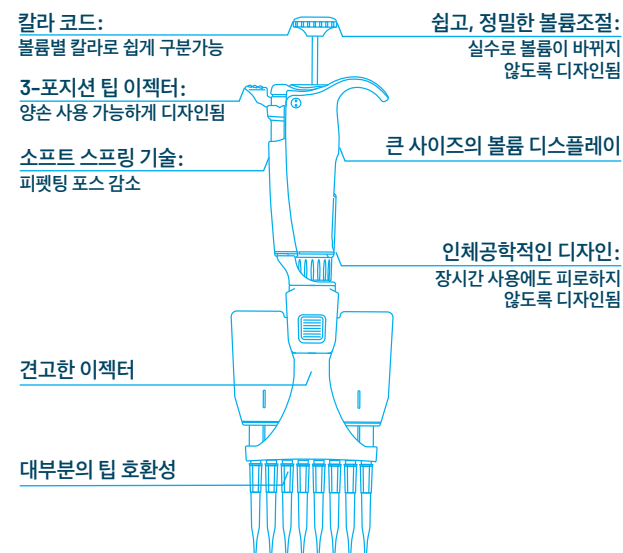 칼라 코드:
볼륨별 칼라로 쉽게 구분가능
3-포지션 팁 이젝터:
양손 사용 가능하게 디자인됨
소프트 스프링 기술:
피펫팅 포스 감소
견고한 이젝터
대부분의 팁 호환성
쉽고, 정밀한 볼륨조절:
실수로 볼륨이 바뀌지
않도록 디자인됨
큰 사이즈의 볼륨 디스플레이
인체공학적인 디자인:
장시간 사용에도 피로하지
않도록 디자인됨